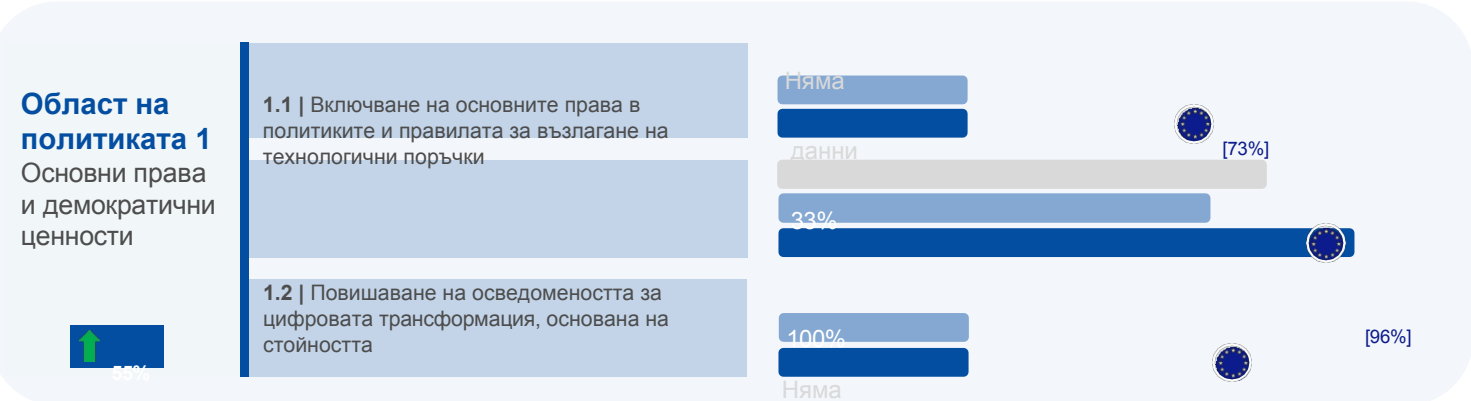 Област на
политиката 1
Основни права
и демократични
ценности
55%
1.1 | Включване на основните права в
политиките и правилата за възлагане на
технологични поръчки
1.2 | Повишаване на осведомеността за
цифровата трансформация, основана на
стойността
Няма
данни
[73%]
33%
100%
[96%]
Няма